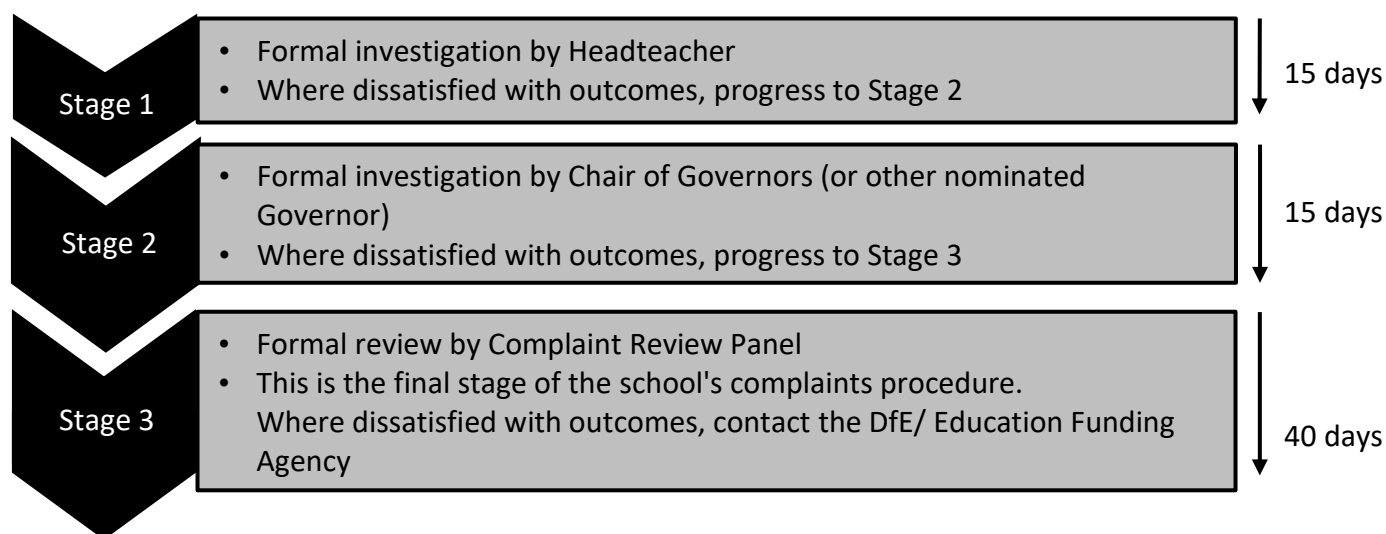 Stage 1
• Formal investigation by Headteacher
• Where dissatisfied with outcomes, progress to Stage 2
15 days
Stage 2
• Formal investigation by Chair of Governors (or other nominated
Governor)
• Where dissatisfied with outcomes, progress to Stage 3
15 days
Stage 3
• Formal review by Complaint Review Panel
• This is the final stage of the school's complaints procedure.
Where dissatisfied with outcomes, contact the DfE/ Education Funding
Agency
40 days